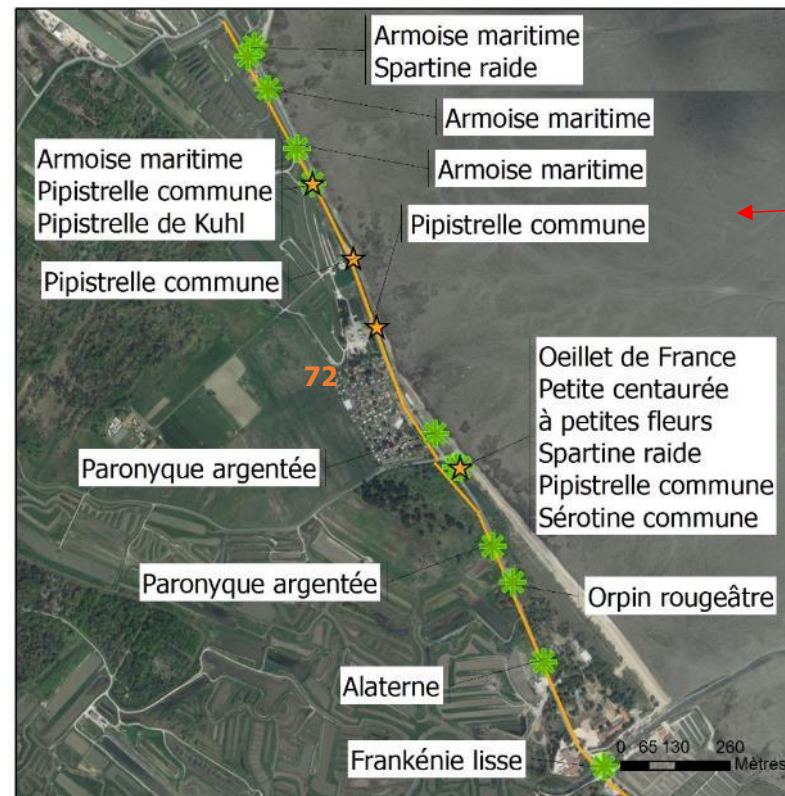 Armoise maritime
Spartine raide
Armoise maritime
Armoise maritime
Armoise maritime
Pipistrelle commune
Pipistrelle de Kuhl
Pipistrelle commune
Pipistrelle commune
72
Oeillet de France
Petite centaurée
à petites fleurs
Spartine raide
Pipistrelle commune
Sérotine commune
Paronyque argentée
Paronyque argentée
Orpin rougeâtre
Alaterne
Frankénie lisse
0 65 130 260
Mètres